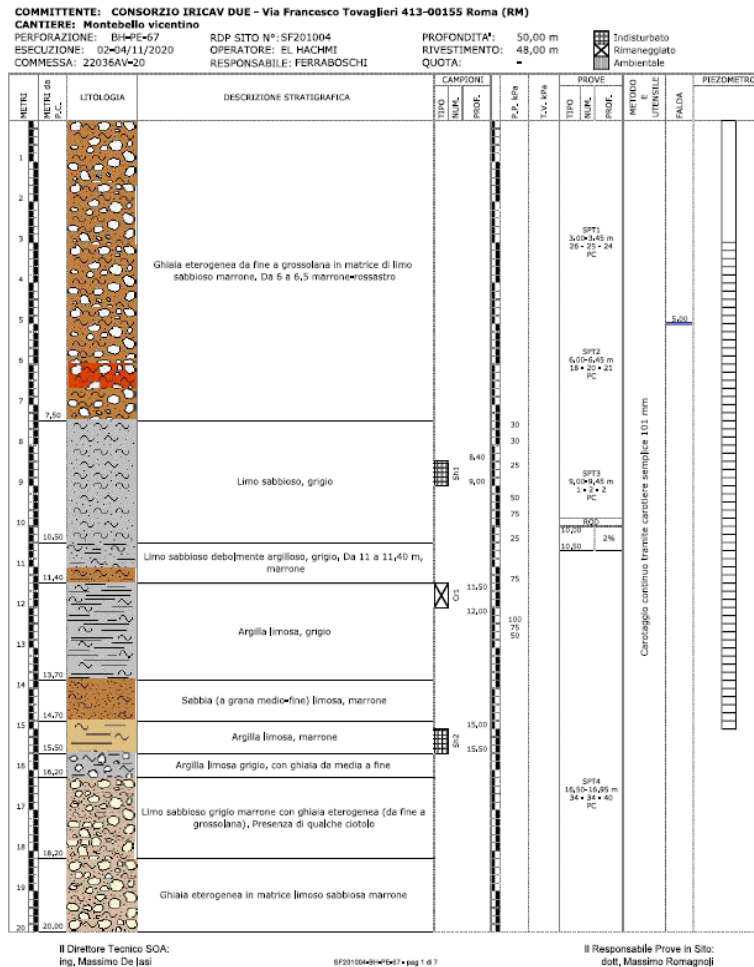 COMMITTENTE: CONSORZIO IRICAV DUE - Via Francesco Tovaglieri 413-00155 Roma (RM)
CANTIERE: Montebello vicentino
PERFORAZIONE: BH-PE-67 RDP SITO N°: SF201004 PROFONDITA': 50,00 m Indisturbato
ESECUZIONE: 02-04/11/2020 OPERATORE: EL HACHMI RIVESTIMENTO: 48,00 m Rimaneggiato
COMMESSA: 22036AV-20 RESPONSABILE: FERRABOSCHI QUOTA: - Ambientale
METRI METRI da P.C. LITOLOGIA DESCRIZIONE STRATIGRAFICA CAMPIONI TIPO NUM. PROF. P.P. kPa T.V. kPa PROVE TIPO NUM. PROF. METODO E UTENSILE FALDA PIEZOMETRO
1
2
3
SPT1
3,00-3,45 m
26 - 25 - 24
PC
Ghiaia eterogenea da fine a grossolana in matrice di limo
sabbioso marrone, Da 6 a 6,5 marrone-rossastro
4
5
5,00
6
SPT2
6,00-6,45 m
18 - 20 - 21
PC
7
7,50
30
8
30
8,40
25
Sh1
Limo sabbioso, grigio
9
9,00
SPT3
9,00-9,45 m
1 - 2 - 2
PC
50
75
10
RQD
10,00
2%
10,50
10,50
25
Limo sabbioso debolmente argilloso, grigio, Da 11 a 11,40 m,
marrone
11
11,40
75
11,50
Cr1
12
12,00
100
75
50
Argilla limosa, grigio
13
13,70
14
Sabbia (a grana medio-fine) limosa, marrone
14,70
15
15,00
Sh2
Argilla limosa, marrone
15,50
15,50
16
Argilla limosa grigio, con ghiaia da media a fine
16,20
SPT4
16,50-16,95 m
34 - 34 - 40
PC
17
Limo sabbioso grigio marrone con ghiaia eterogenea (da fine a
grossolana), Presenza di qualche ciotolo
18
18,20
19
Ghiaia eterogenea in matrice limoso sabbiosa marrone
20
20,00
Carotaggio continuo tramite carotiere semplice 101 mm
Il Direttore Tecnico SOA:
ing, Massimo De Iasi
SF201004-BH-PE-67 - pag 1 di 7
Il Responsabile Prove in Sito:
dott, Massimo Romagnoli